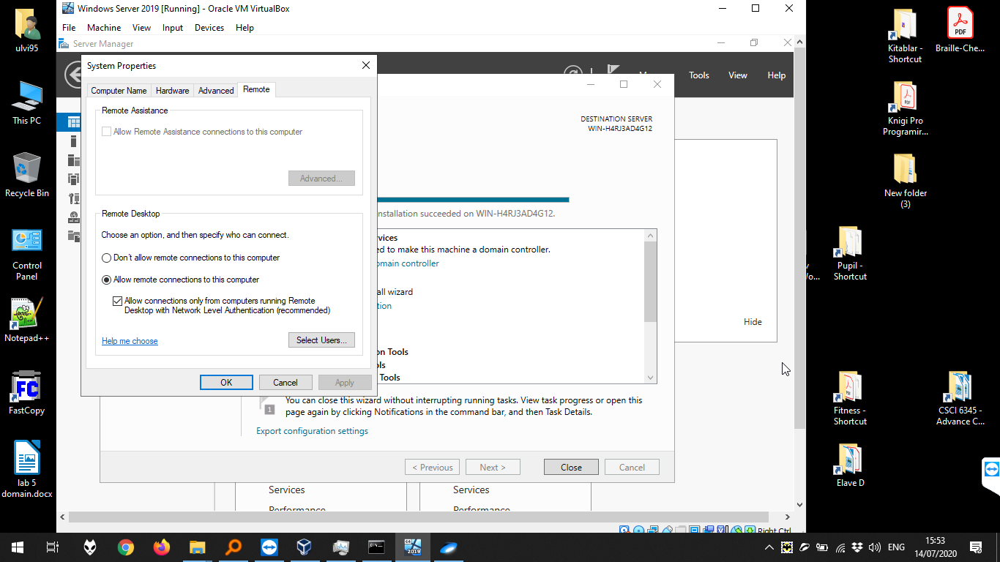 Windows Server 2019 [Running] - Oracle VM VirtualBox
File Machine View Input Devices Help
Server Manager
Tools View Help
System Properties
Computer Name Hardware Advanced Remote
Remote Assistance
Allow Remote Assistance connections to this computer
Advanced...
Remote Desktop
Choose an option, and then specify who can connect.
Don't allow remote connections to this computer
Allow remote connections to this computer
Allow connections only from computers running Remote
Desktop with Network Level Authentication (recommended)
Help me choose
Select Users...
OK Cancel Apply
DESTINATION SERVER
WIN-H4RJ3AD4G12
nstallation succeeded on WIN-H4RJ3AD4G12.
vices
ed to make this machine a domain controller.
omain controller
all wizard
tion
on Tools
ols
Tools
1
You can close this wizard without interrupting running tasks. View task progress or open this
page again by clicking Notifications in the command bar, and then Task Details.
Export configuration settings
< Previous Next > Close Cancel
Hide
Services Services
Performance Performance
Right Ctrl
ulvi95
This PC
Recycle Bin
Control
Panel
Notepad++
FC
FastCopy
lab 5
domain.docx
Kitablar -
Shortcut
PDF
Braille-Che...
Knigi Pro
Programir...
New folder
(3)
Pupil -
Shortcut
Fitness -
Shortcut
CSCI 6345 -
Advance C...
Elave D
64
2019
ENG
15:53
14/07/2020